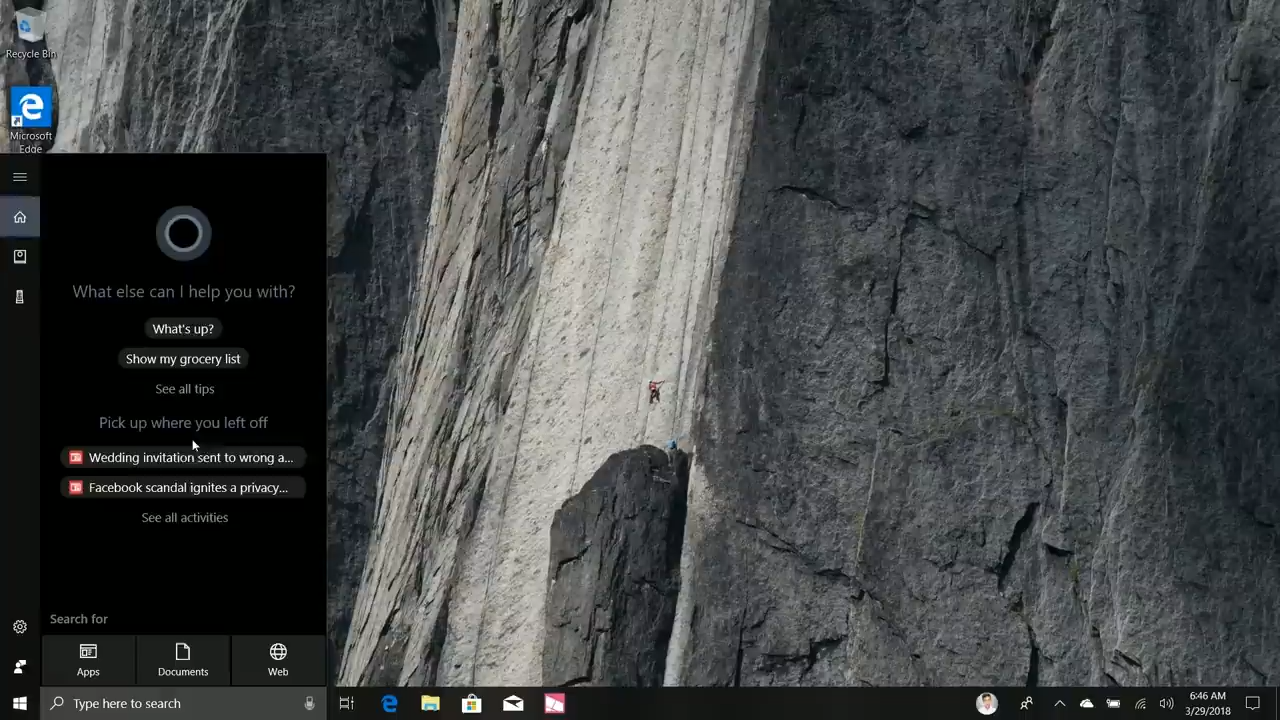 Recycle Bin
Microsoft
Edge
What else can I help you with?
What's up?
Show my grocery list
See all tips
Pick up where you left off
Wedding invitation sent to wrong a...
Facebook scandal ignites a privacy...
See all activities
Search for
Apps
Documents
Web
Type here to search
6:46 AM
3/29/2018